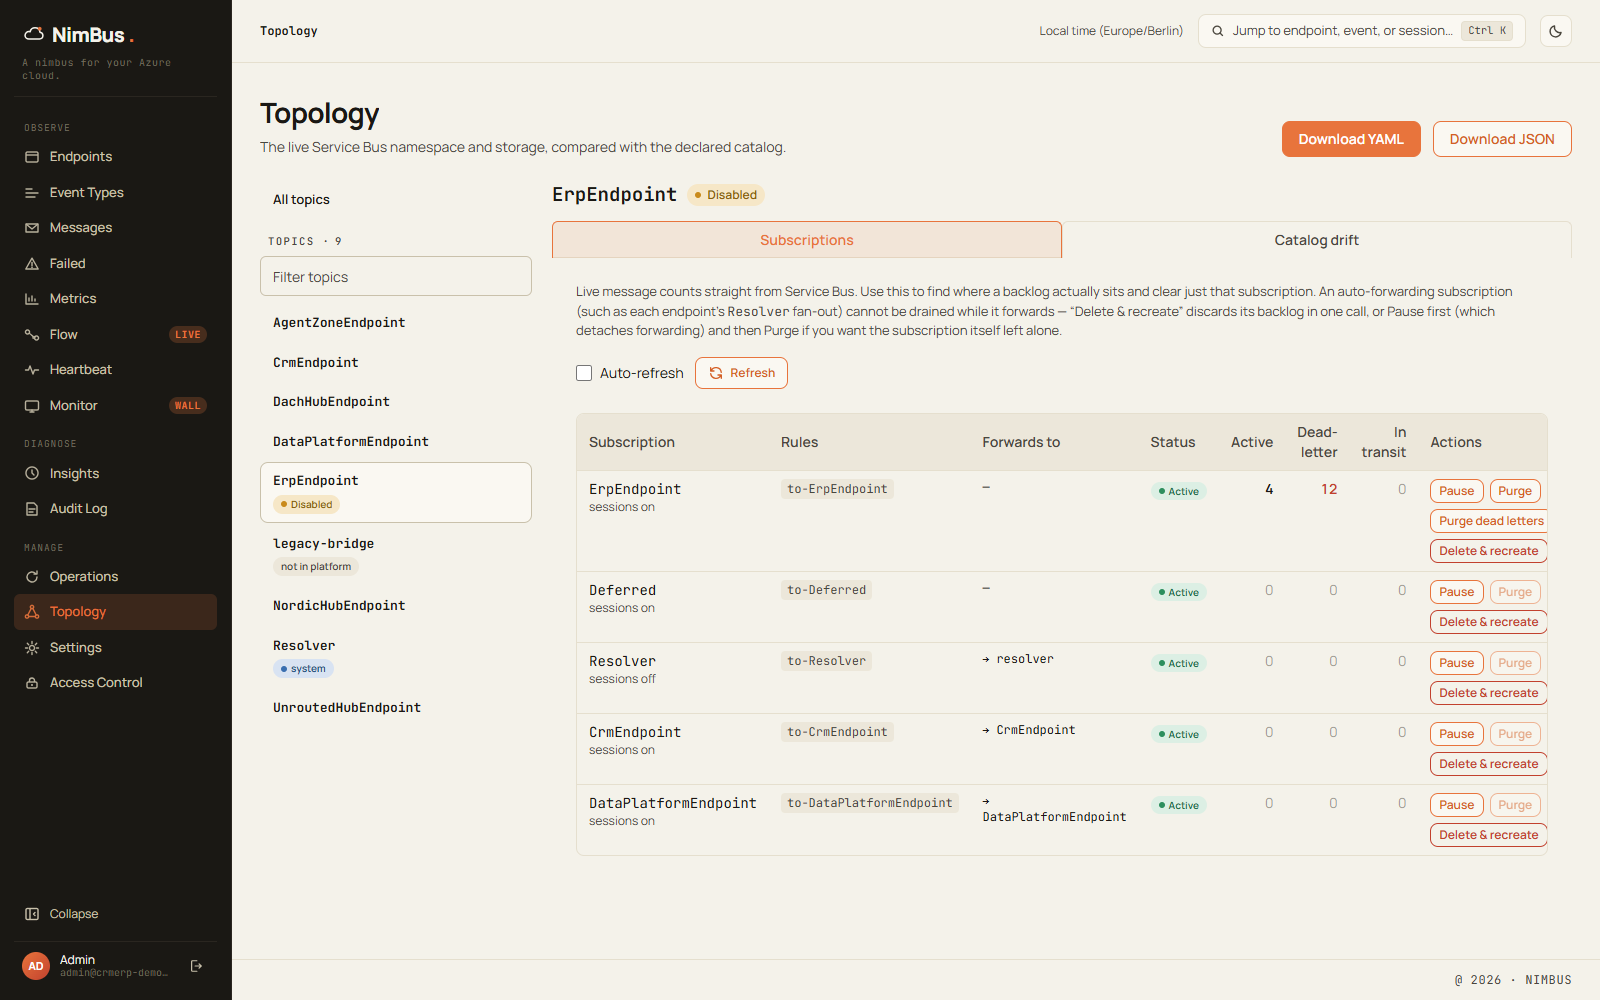 NimBus.
A nimbus for your Azure
cloud.
OBSERVE
Endpoints
Event Types
Messages
Failed
Metrics
Flow LIVE
Heartbeat
Monitor WALL
DIAGNOSE
Insights
Audit Log
MANAGE
Operations
Topology
Settings
Access Control
Collapse
AD Admin
admin@crmerp-demo…
Topology
Local time (Europe/Berlin)
Jump to endpoint, event, or session… Ctrl K
Topology
The live Service Bus namespace and storage, compared with the declared catalog.
Download YAML
Download JSON
All topics
TOPICS · 9
Filter topics
AgentZoneEndpoint
CrmEndpoint
DachHubEndpoint
DataPlatformEndpoint
ErpEndpoint
Disabled
legacy-bridge
not in platform
NordicHubEndpoint
Resolver
system
UnroutedHubEndpoint
ErpEndpoint Disabled
Subscriptions
Catalog drift
Live message counts straight from Service Bus. Use this to find where a backlog actually sits and clear just that subscription. An auto-forwarding subscription
(such as each endpoint's Resolver fan-out) cannot be drained while it forwards — “Delete & recreate” discards its backlog in one call, or Pause first (which
detaches forwarding) and then Purge if you want the subscription itself left alone.
Auto-refresh Refresh
Subscription Rules Forwards to Status Active Dead-letter In transit Actions
ErpEndpoint to-ErpEndpoint — Active 4 12 0 Pause Purge
sessions on
Purge dead letters
Delete & recreate
Deferred to-Deferred — Active 0 0 0 Pause Purge
sessions on
Delete & recreate
Resolver to-Resolver → resolver Active 0 0 0 Pause Purge
sessions off
Delete & recreate
CrmEndpoint to-CrmEndpoint → CrmEndpoint Active 0 0 0 Pause Purge
sessions on
Delete & recreate
DataPlatformEndpoint to-DataPlatformEndpoint → DataPlatformEndpoint Active 0 0 0 Pause Purge
sessions on
Delete & recreate
@ 2026 · NIMBUS